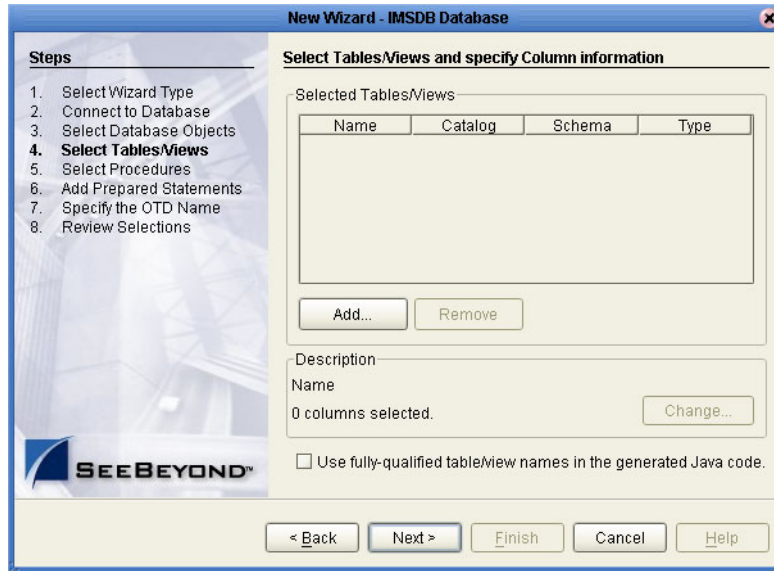 New Wizard - IMSDB Database
Steps
1. Select Wizard Type
2. Connect to Database
3. Select Database Objects
4. Select Tables/Views
5. Select Procedures
6. Add Prepared Statements
7. Specify the OTD Name
8. Review Selections
SEEBEYOND™
Select Tables/Views and specify Column information
Selected Tables/Views
Name Catalog Schema Type
Add... Remove
Description
Name
0 columns selected. Change...
Use fully-qualified table/view names in the generated Java code.
< Back Next > Finish Cancel Help